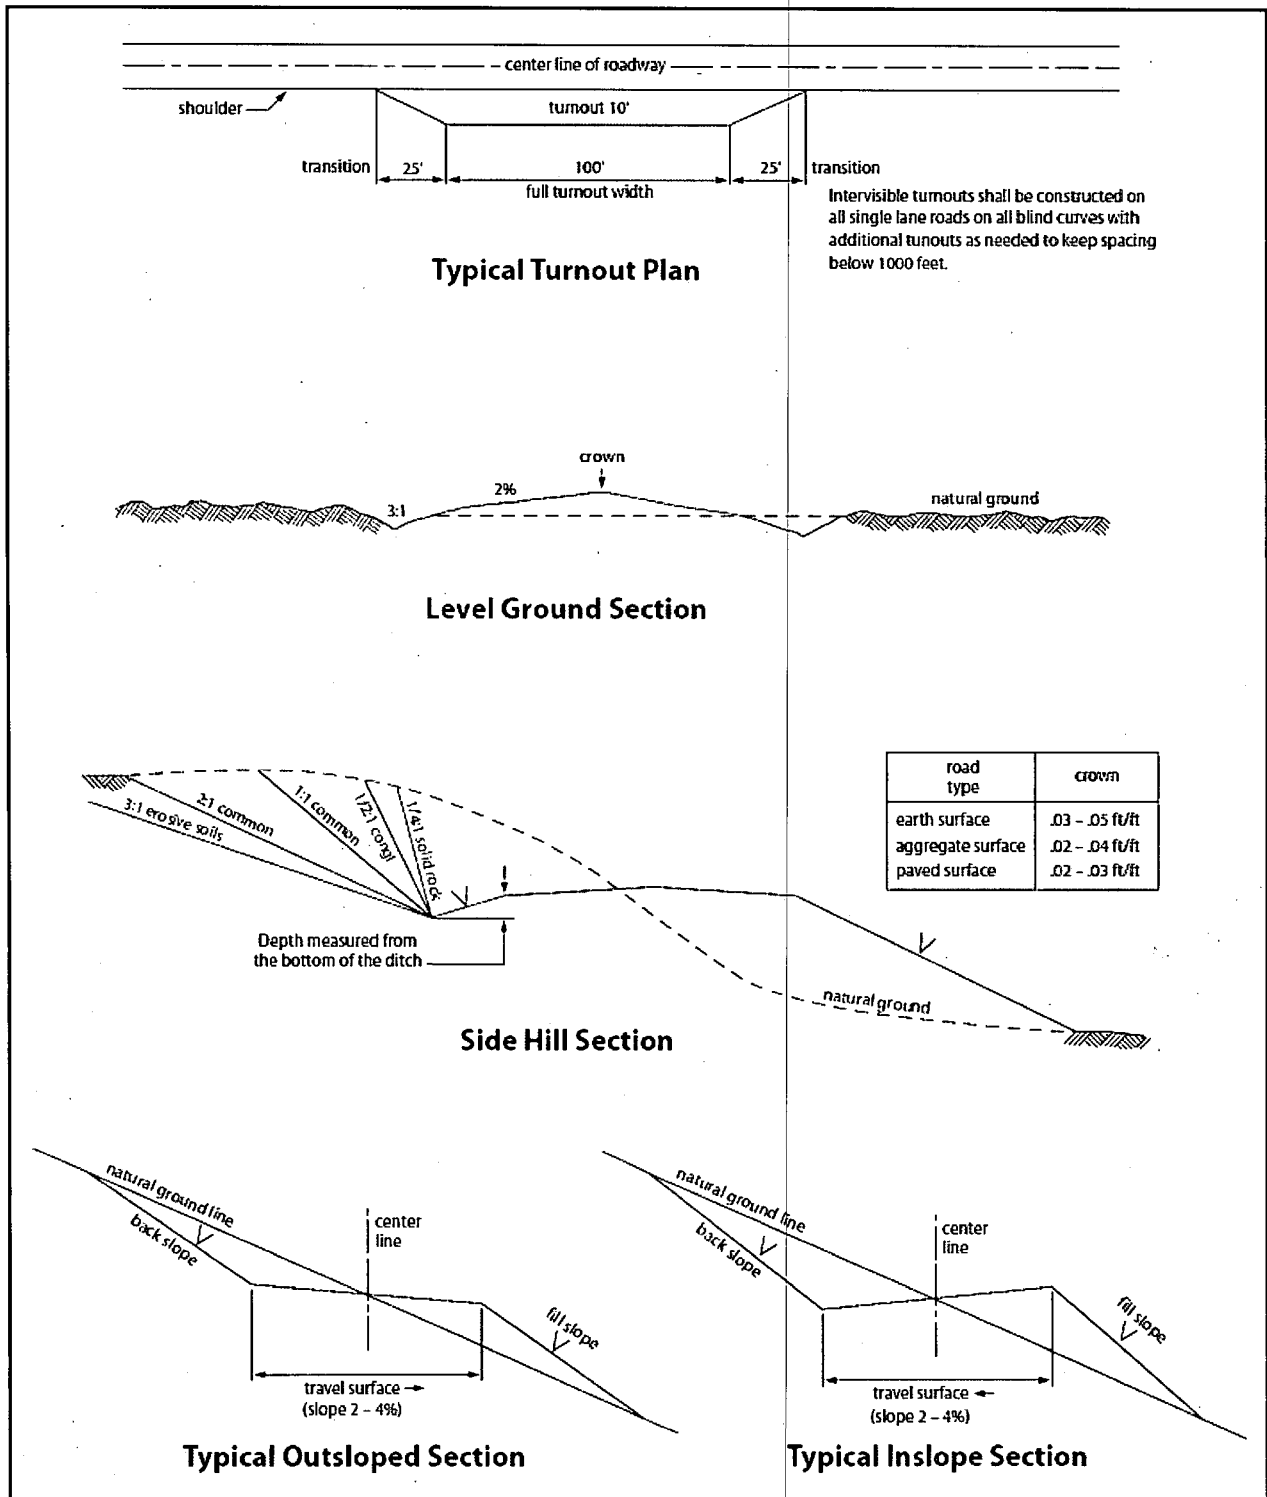 center line of roadway
shoulder
turnout 10'
transition
25'
100'
25'
transition
full turnout width
Intervisible turnouts shall be constructed on
all single lane roads on all blind curves with
additional tunouts as needed to keep spacing
below 1000 feet.
Typical Turnout Plan
crown
2%
3:1
natural ground
Level Ground Section
road
type
crown
earth surface
.03 – .05 ft/ft
aggregate surface
.02 – .04 ft/ft
paved surface
.02 – .03 ft/ft
3:1 erosive soils
2:1 common
1:1 common
1/2:1 congl
1/4:1 solid rock
Depth measured from
the bottom of the ditch
natural ground
Side Hill Section
natural ground line
back slope
center
line
fill slope
travel surface
(slope 2 – 4%)
Typical Outsloped Section
natural ground line
back slope
center
line
fill slope
travel surface
(slope 2 – 4%)
Typical Inslope Section